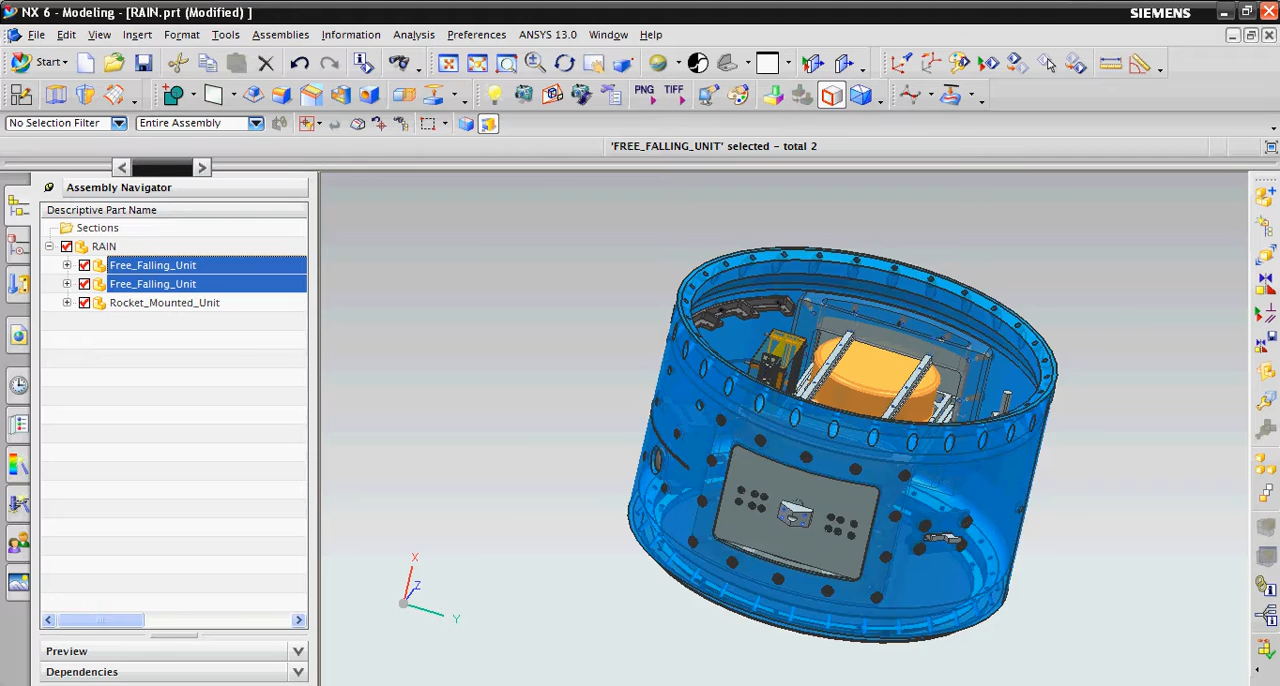 NX 6 - Modeling - [RAIN.prt (Modified) ]
SIEMENS
File Edit View Insert Format Tools Assemblies Information Analysis Preferences ANSYS 13.0 Window Help
Start
PNG TIFF
No Selection Filter Entire Assembly
'FREE_FALLING_UNIT' selected - total 2
Assembly Navigator
Descriptive Part Name
Sections
RAIN
Free_Falling_Unit
Free_Falling_Unit
Rocket_Mounted_Unit
X
Z
Y
Preview
Dependencies